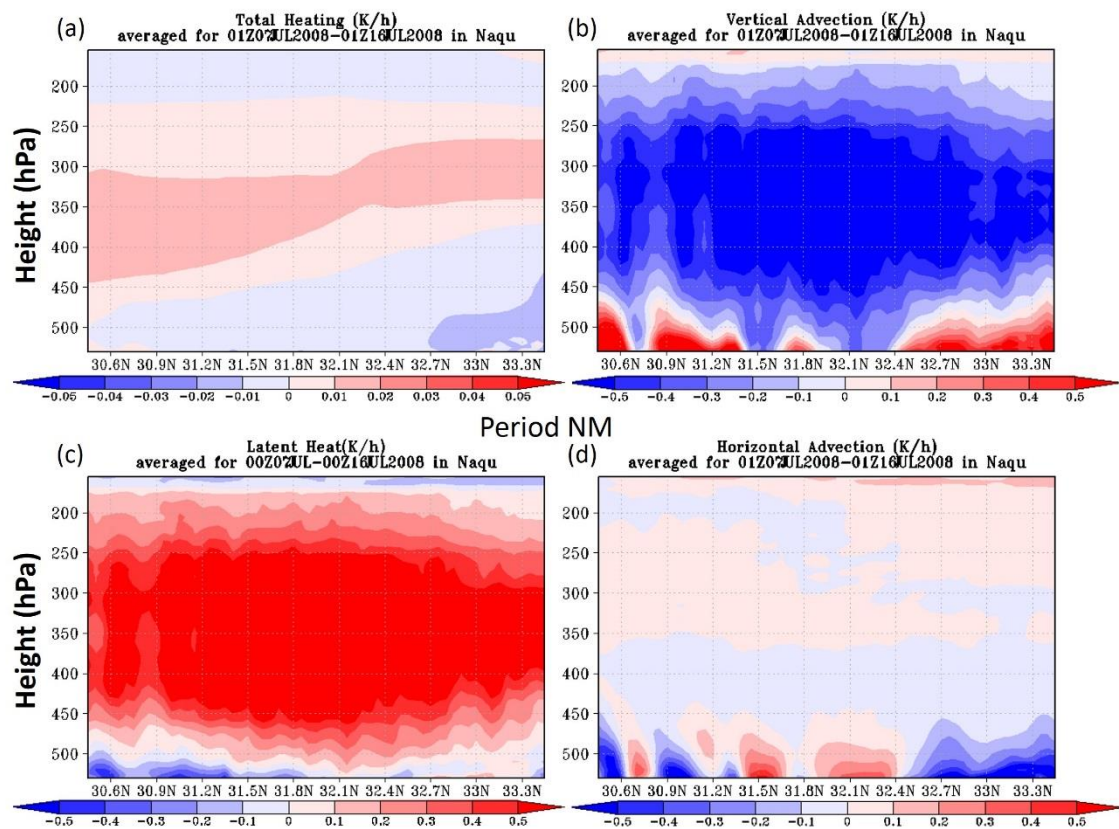 (a)
Total Heating (K/h)
averaged for 01Z07JUL2008-01Z16JUL2008 in Naqu
Height (hPa)
200
250
300
350
400
450
500
30.6N 30.9N 31.2N 31.5N 31.8N 32.1N 32.4N 32.7N 33N 33.3N
-0.05 -0.04 -0.03 -0.02 -0.01 0 0.01 0.02 0.03 0.04 0.05
(b)
Vertical Advection (K/h)
averaged for 01Z07JUL2008-01Z16JUL2008 in Naqu
200
250
300
350
400
450
500
30.6N 30.9N 31.2N 31.5N 31.8N 32.1N 32.4N 32.7N 33N 33.3N
-0.5 -0.4 -0.3 -0.2 -0.1 0 0.1 0.2 0.3 0.4 0.5
Period NM
(c)
Latent Heat(K/h)
averaged for 00Z07JUL-00Z16JUL2008 in Naqu
Height (hPa)
200
250
300
350
400
450
500
30.6N 30.9N 31.2N 31.5N 31.8N 32.1N 32.4N 32.7N 33N 33.3N
-0.5 -0.4 -0.3 -0.2 -0.1 0 0.1 0.2 0.3 0.4 0.5
(d)
Horizontal Advection (K/h)
averaged for 01Z07JUL2008-01Z16JUL2008 in Naqu
200
250
300
350
400
450
500
30.6N 30.9N 31.2N 31.5N 31.8N 32.1N 32.4N 32.7N 33N 33.3N
-0.5 -0.4 -0.3 -0.2 -0.1 0 0.1 0.2 0.3 0.4 0.5